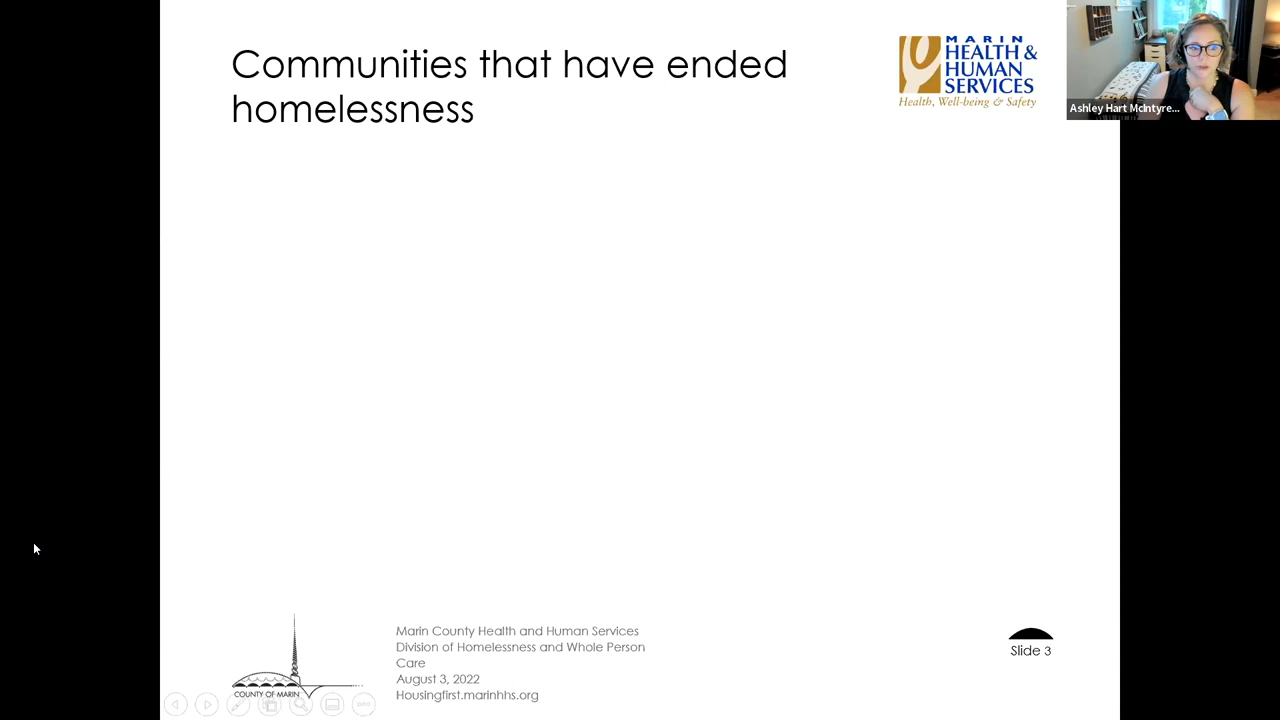 Communities that have ended
homelessness
MARIN
HEALTH &
HUMAN
SERVICES
Health, Well-being & Safety
Ashley Hart McIntyre...
Marin County Health and Human Services
Division of Homelessness and Whole Person
Care
August 3, 2022
Housingfirst.marinhhs.org
COUNTY OF MARIN
Slide 3